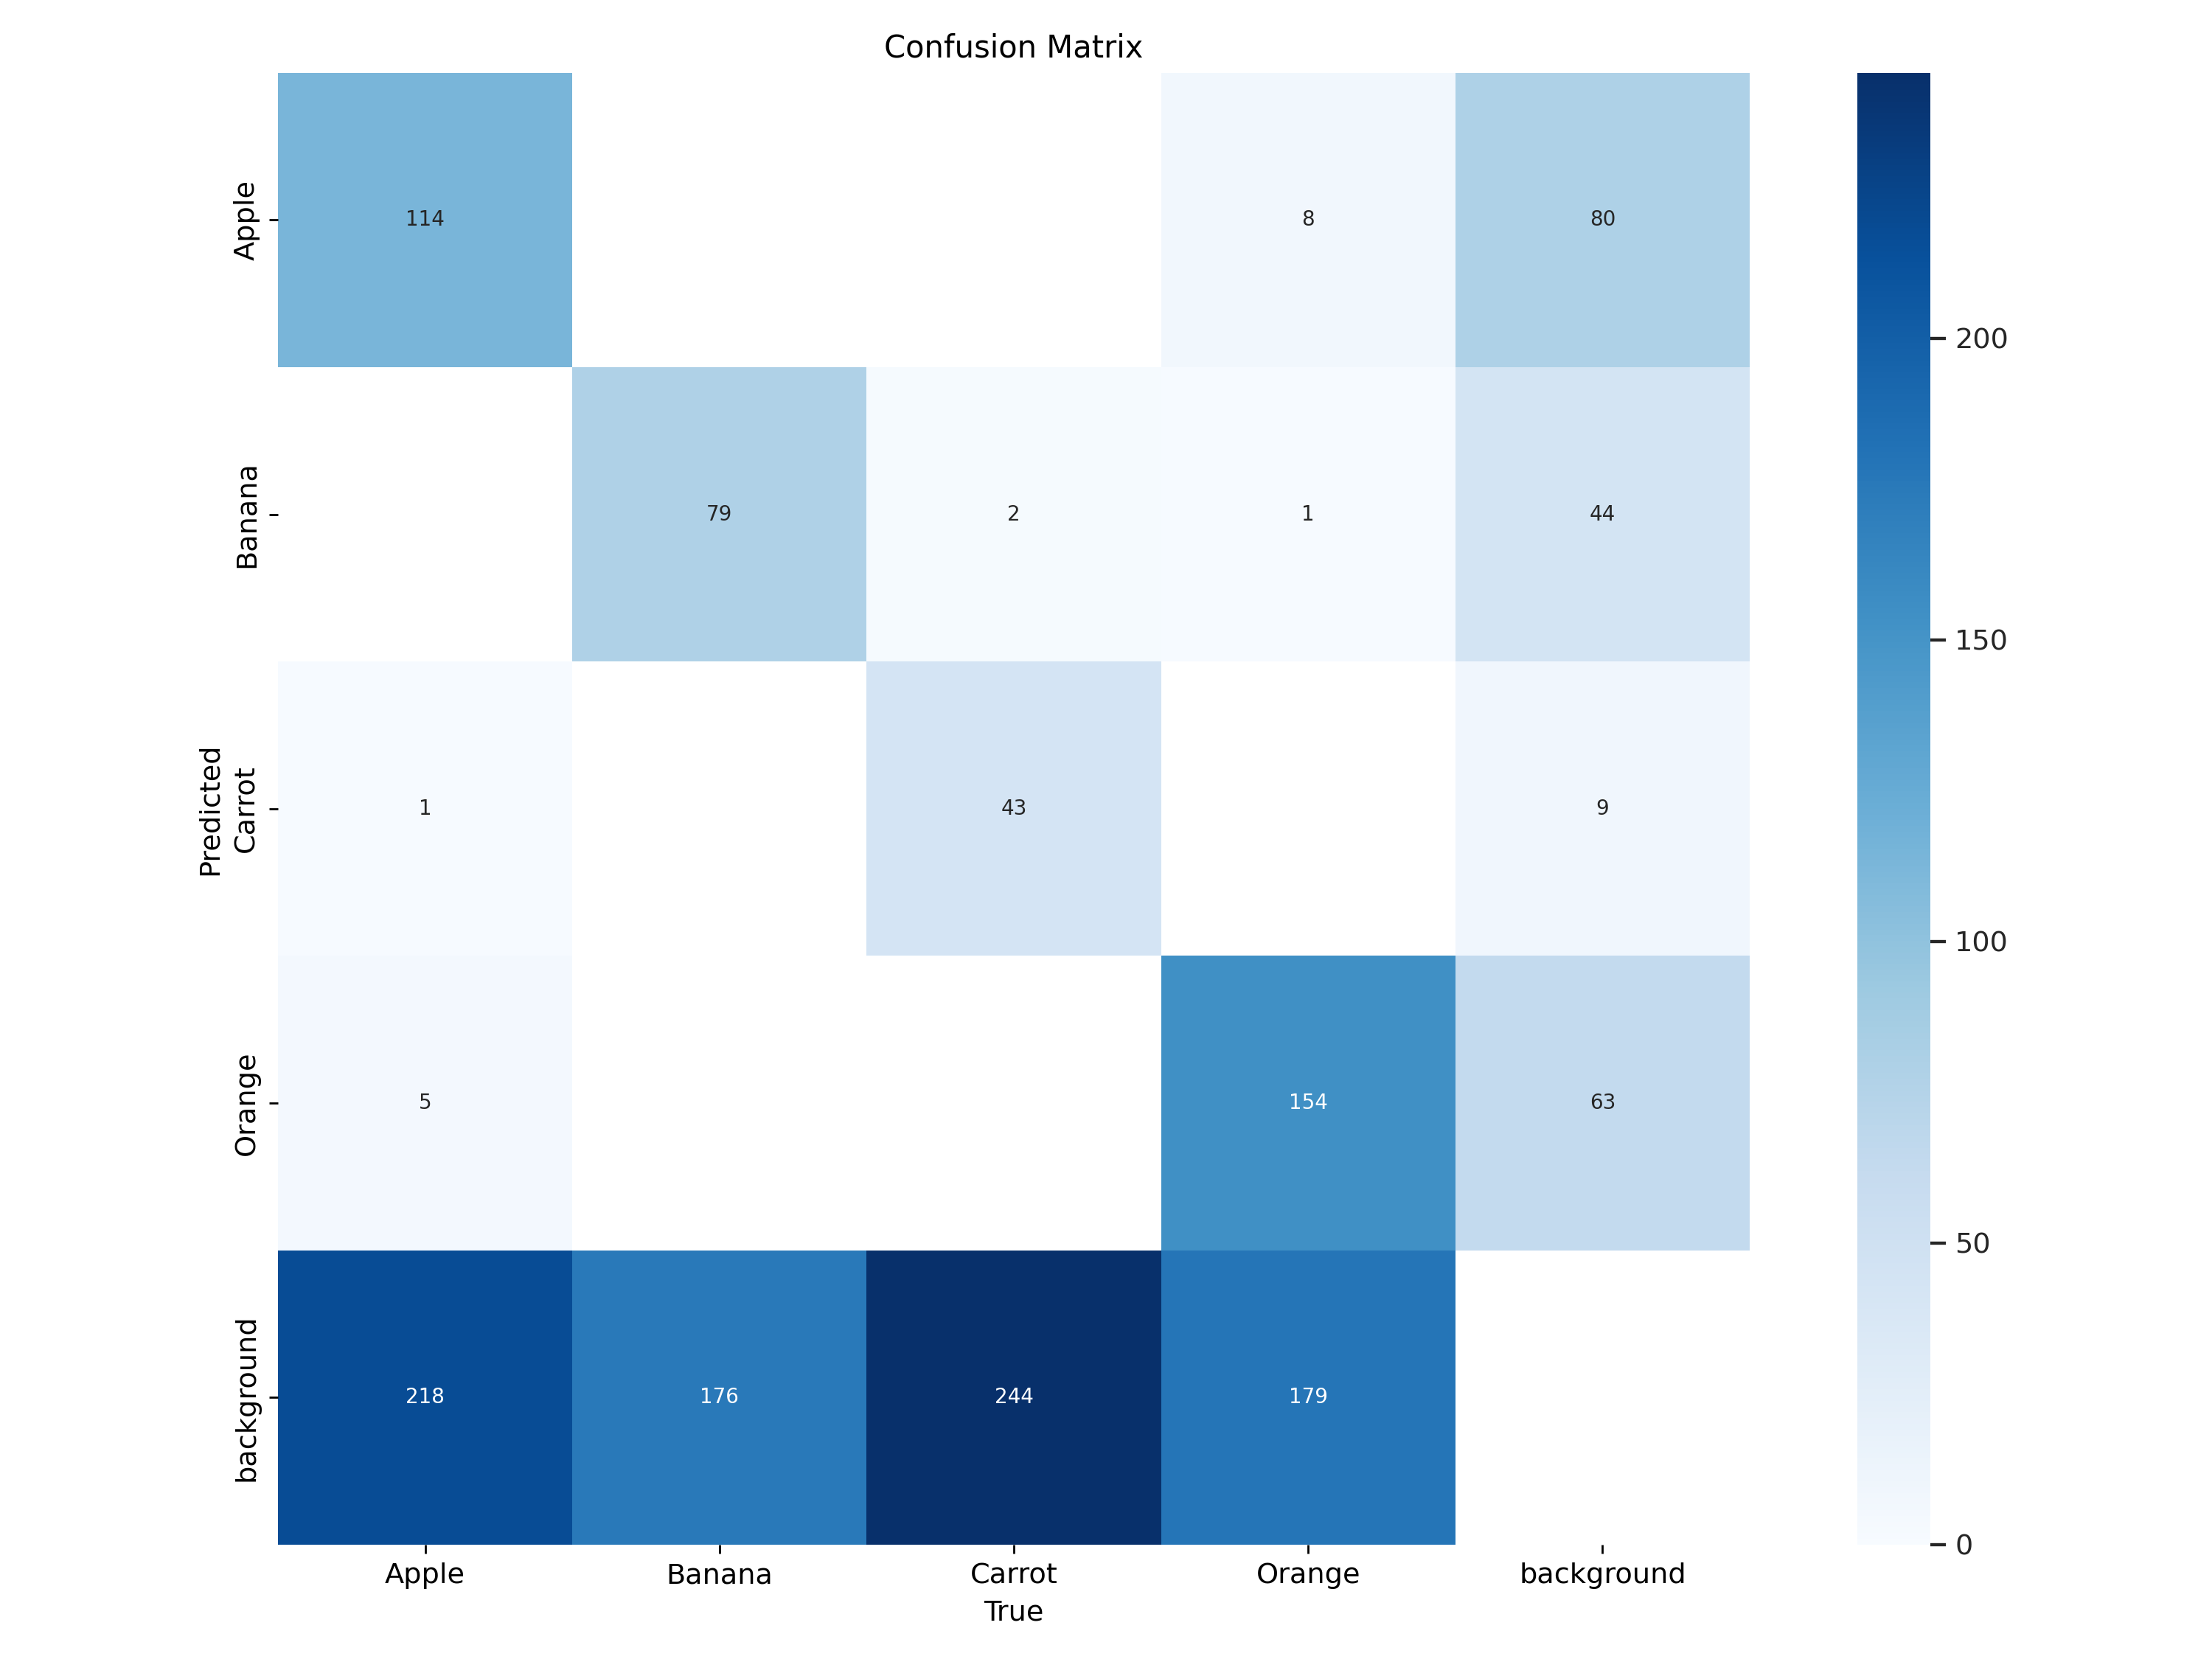 Confusion Matrix
Apple
114
8
80
Banana
79
2
1
44
Predicted
Carrot
1
43
9
Orange
5
154
63
background
218
176
244
179
Apple
Banana
Carrot
Orange
background
True
200
150
100
50
0